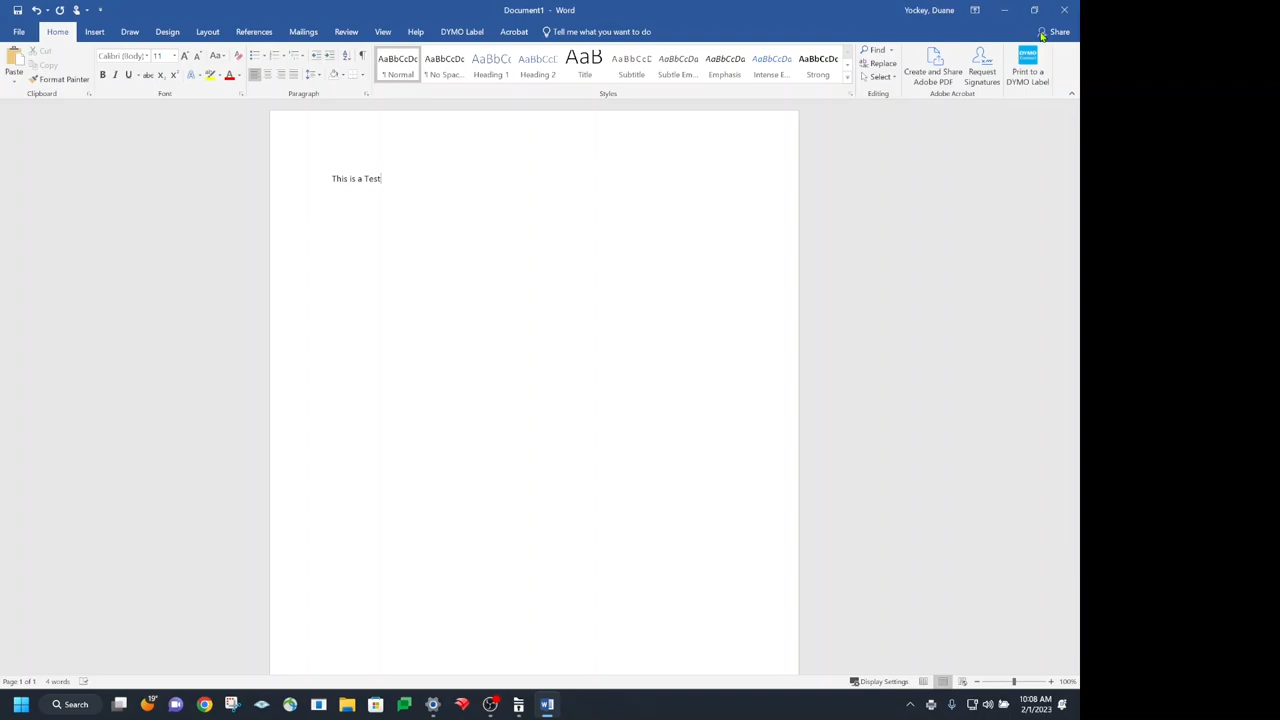 Document1 - Word
Yockey, Duane
File Home Insert Draw Design Layout References Mailings Review View Help DYMO Label Acrobat Tell me what you want to do Share
Paste
Cut
Copy
Format Painter
Calibri (Body) 11
AaBbCcDc AaBbCcDc AaBbCc AaBbCcC AaB AaBbCcC AaBbCcDa AaBbCcDa AaBbCcDa AaBbCcDc
¶ Normal ¶ No Spac... Heading 1 Heading 2 Title Subtitle Subtle Em... Emphasis Intense E... Strong
Find
Replace
Select
Create and Share
Adobe PDF
Request
Signatures
DYMO
Print to a
DYMO Label
Clipboard Font Paragraph Styles Editing Adobe Acrobat
This is a Test
Page 1 of 1 4 words Display Settings 100%
Search 19° 10:08 AM
2/1/2023